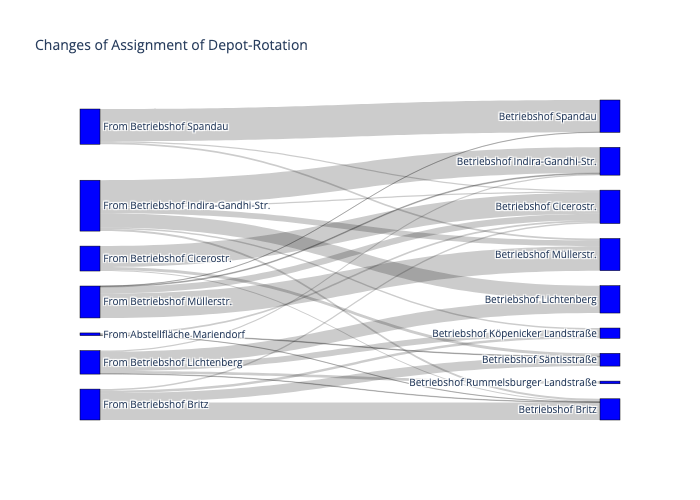 Changes of Assignment of Depot-Rotation
From Betriebshof Spandau
From Betriebshof Indira-Gandhi-Str.
From Betriebshof Cicerostr.
From Betriebshof Müllerstr.
From Abstellfläche Mariendorf
From Betriebshof Lichtenberg
From Betriebshof Britz
Betriebshof Spandau
Betriebshof Indira-Gandhi-Str.
Betriebshof Cicerostr.
Betriebshof Müllerstr.
Betriebshof Lichtenberg
Betriebshof Köpenicker Landstraße
Betriebshof Säntisstraße
Betriebshof Rummelsburger Landstraße
Betriebshof Britz